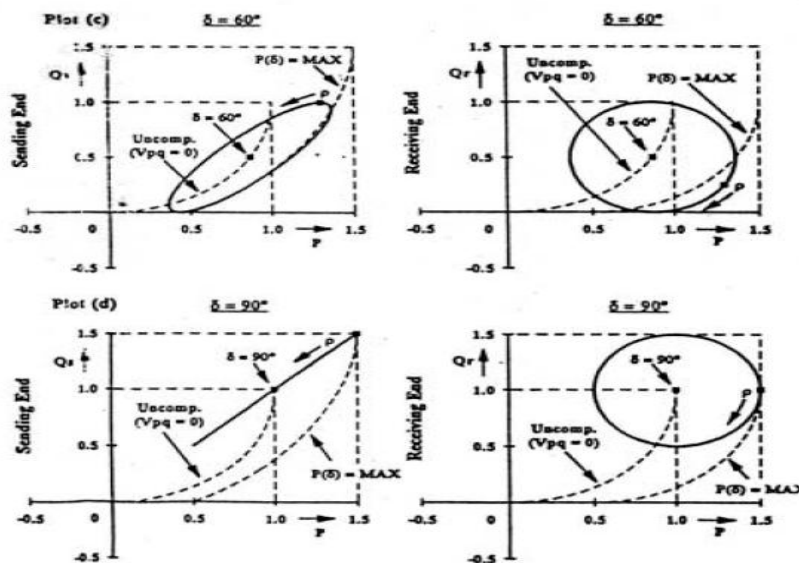 Plot (c)
δ = 60°
Sending End
Qs
1.5
1.0
0.5
0
-0.5
-0.5
0.5
1.0
1.5
P
P(δ) = MAX
ρ
δ = 60°
Uncomp.
(Vpq = 0)
δ = 60°
Receiving End
Qr
1.5
1.0
0.5
0
-0.5
-0.5
0
0.5
1.0
1.5
P
Uncomp.
(Vpq = 0)
P(δ) = MAX
δ = 60°
ρ
Plot (d)
δ = 90°
Sending End
Qs
1.5
1.0
0.5
0
-0.5
-0.5
0
0.5
1.0
1.5
P
ρ
δ = 90°
Uncomp.
(Vpq = 0)
P(δ) = MAX
δ = 90°
Receiving End
Qr
1.5
1.0
0.5
0
-0.5
-0.5
0
0.5
1.0
1.5
P
δ = 90°
ρ
Uncomp.
(Vpq = 0)
P(δ) = MAX